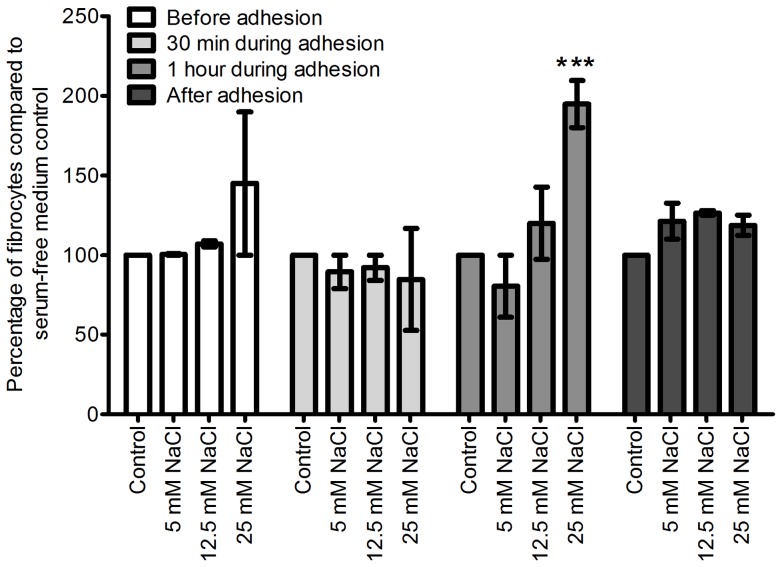 Percentage of fibrocytes compared to
serum-free medium control
250
200
150
100
50
0
Before adhesion
30 min during adhesion
1 hour during adhesion
After adhesion
***
Control
5 mM NaCl
12.5 mM NaCl
25 mM NaCl
Control
5 mM NaCl
12.5 mM NaCl
25 mM NaCl
Control
5 mM NaCl
12.5 mM NaCl
25 mM NaCl
Control
5 mM NaCl
12.5 mM NaCl
25 mM NaCl